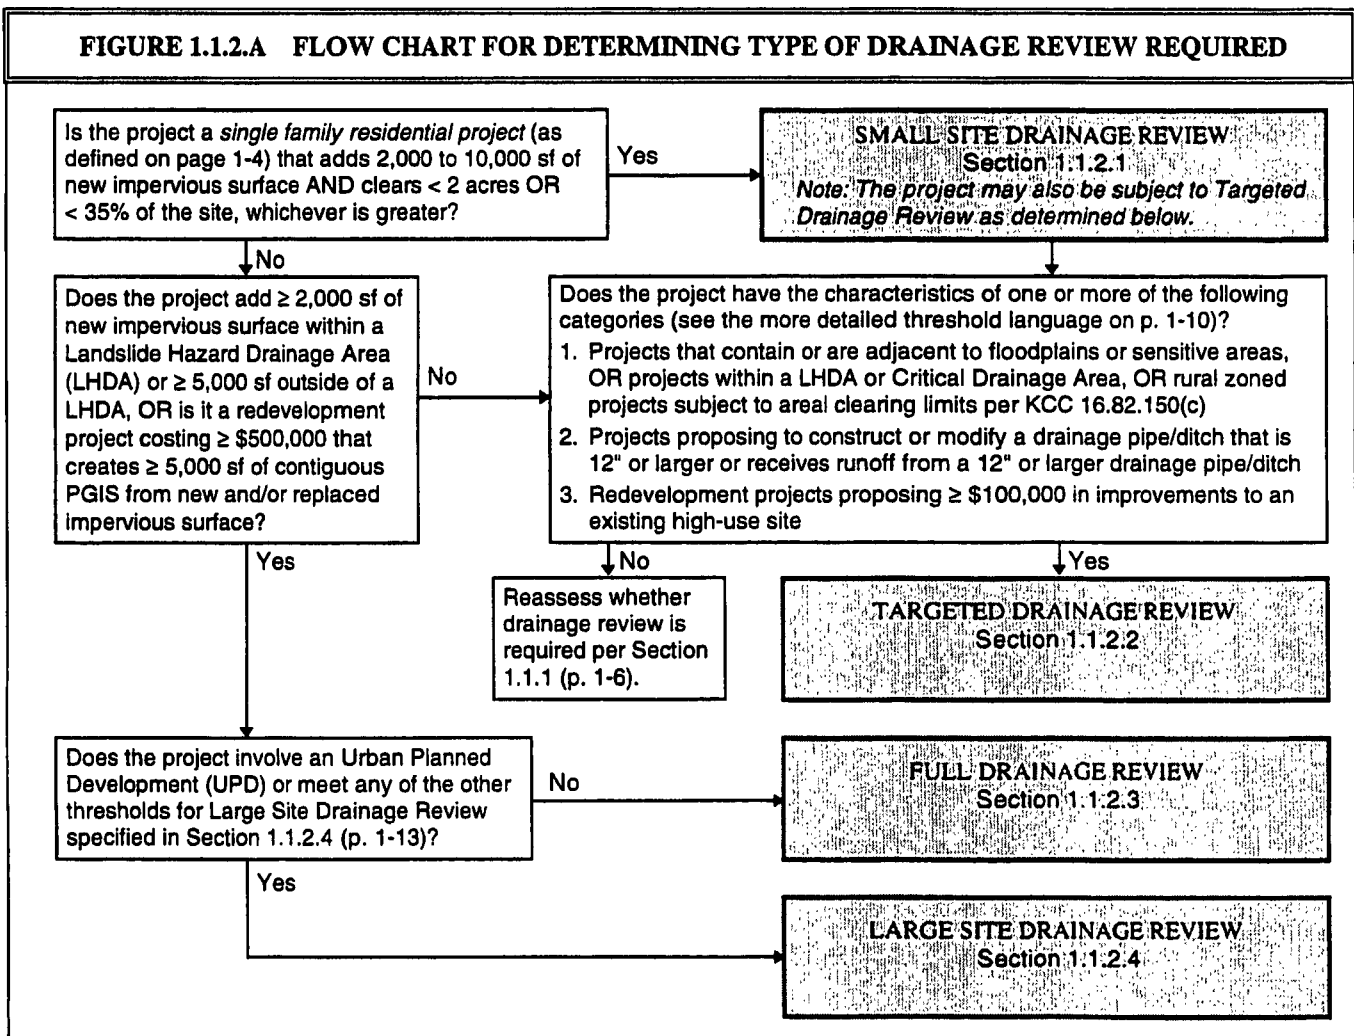 FIGURE 1.1.2.A FLOW CHART FOR DETERMINING TYPE OF DRAINAGE REVIEW REQUIRED
Is the project a single family residential project (as
defined on page 1-4) that adds 2,000 to 10,000 sf of
new impervious surface AND clears < 2 acres OR
< 35% of the site, whichever is greater?
Yes
SMALL SITE DRAINAGE REVIEW
Section 1.1.2.1
Note: The project may also be subject to Targeted
Drainage Review as determined below.
No
Does the project add ≥ 2,000 sf of
new impervious surface within a
Landslide Hazard Drainage Area
(LHDA) or ≥ 5,000 sf outside of a
LHDA, OR is it a redevelopment
project costing ≥ $500,000 that
creates ≥ 5,000 sf of contiguous
PGIS from new and/or replaced
impervious surface?
No
Does the project have the characteristics of one or more of the following
categories (see the more detailed threshold language on p. 1-10)?
1. Projects that contain or are adjacent to floodplains or sensitive areas,
OR projects within a LHDA or Critical Drainage Area, OR rural zoned
projects subject to areal clearing limits per KCC 16.82.150(c)
2. Projects proposing to construct or modify a drainage pipe/ditch that is
12" or larger or receives runoff from a 12" or larger drainage pipe/ditch
3. Redevelopment projects proposing ≥ $100,000 in improvements to an
existing high-use site
Yes
No
Yes
Reassess whether
drainage review is
required per Section
1.1.1 (p. 1-6).
TARGETED DRAINAGE REVIEW
Section 1.1.2.2
Does the project involve an Urban Planned
Development (UPD) or meet any of the other
thresholds for Large Site Drainage Review
specified in Section 1.1.2.4 (p. 1-13)?
No
FULL DRAINAGE REVIEW
Section 1.1.2.3
Yes
LARGE SITE DRAINAGE REVIEW
Section 1.1.2.4